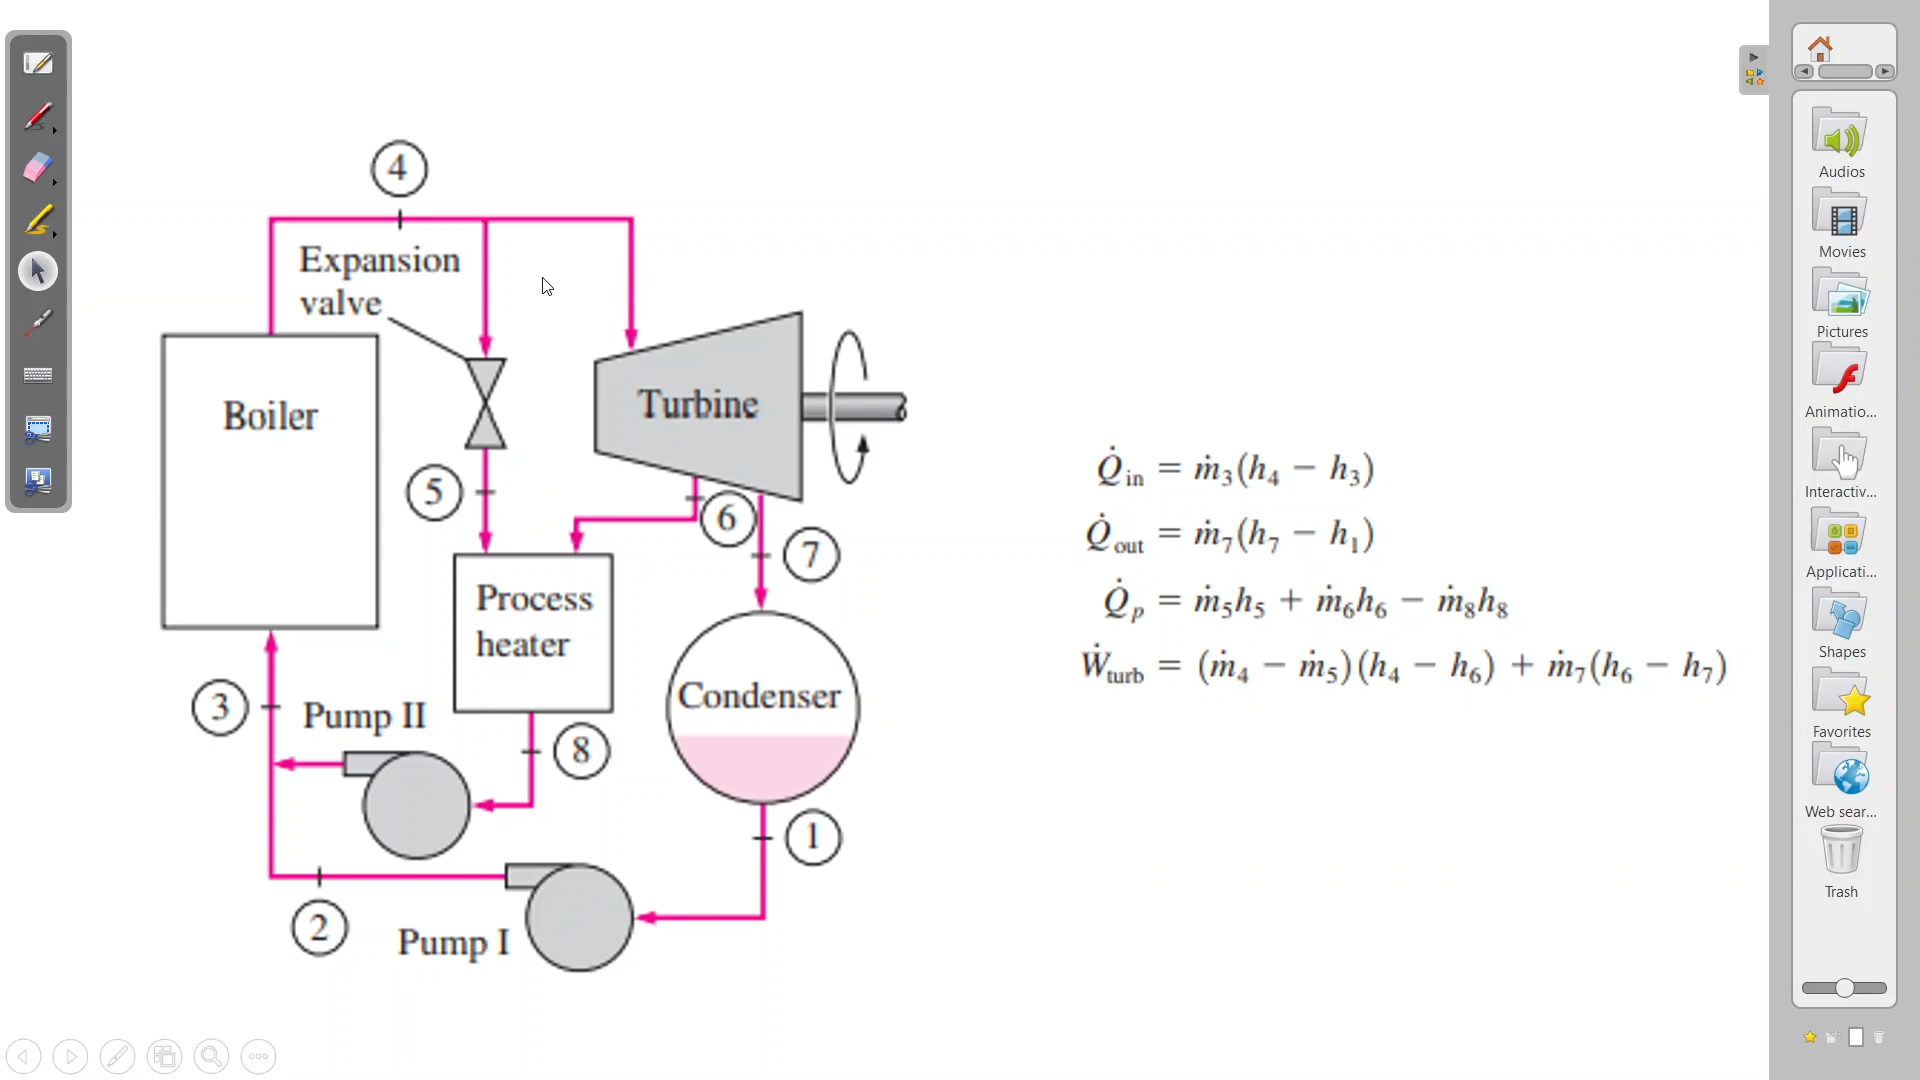 4
Expansion
valve
Boiler
Turbine
5
6
7
Process
heater
Condenser
3
Pump II
8
1
2
Pump I
Q̇in = ṁ3(h4 − h3)
Q̇out = ṁ7(h7 − h1)
Q̇p = ṁ5h5 + ṁ6h6 − ṁ8h8
Ẇturb = (ṁ4 − ṁ5)(h4 − h6) + ṁ7(h6 − h7)
Audios
Movies
Pictures
Animatio...
Interactiv...
Applicati...
Shapes
Favorites
Web sear...
Trash